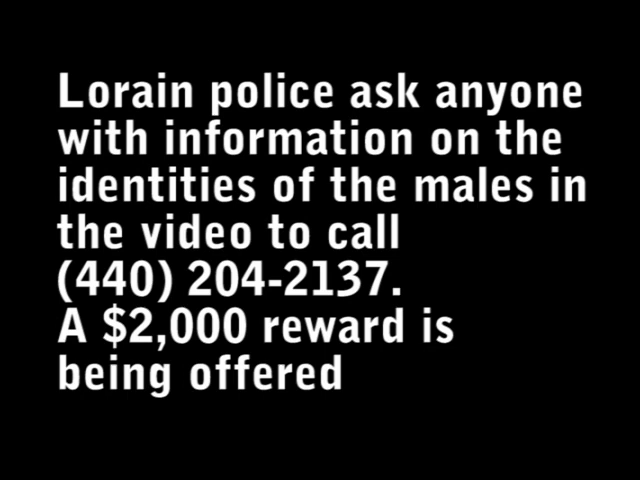 Lorain police ask anyone
with information on the
identities of the males in
the video to call
(440) 204-2137.
A $2,000 reward is
being offered